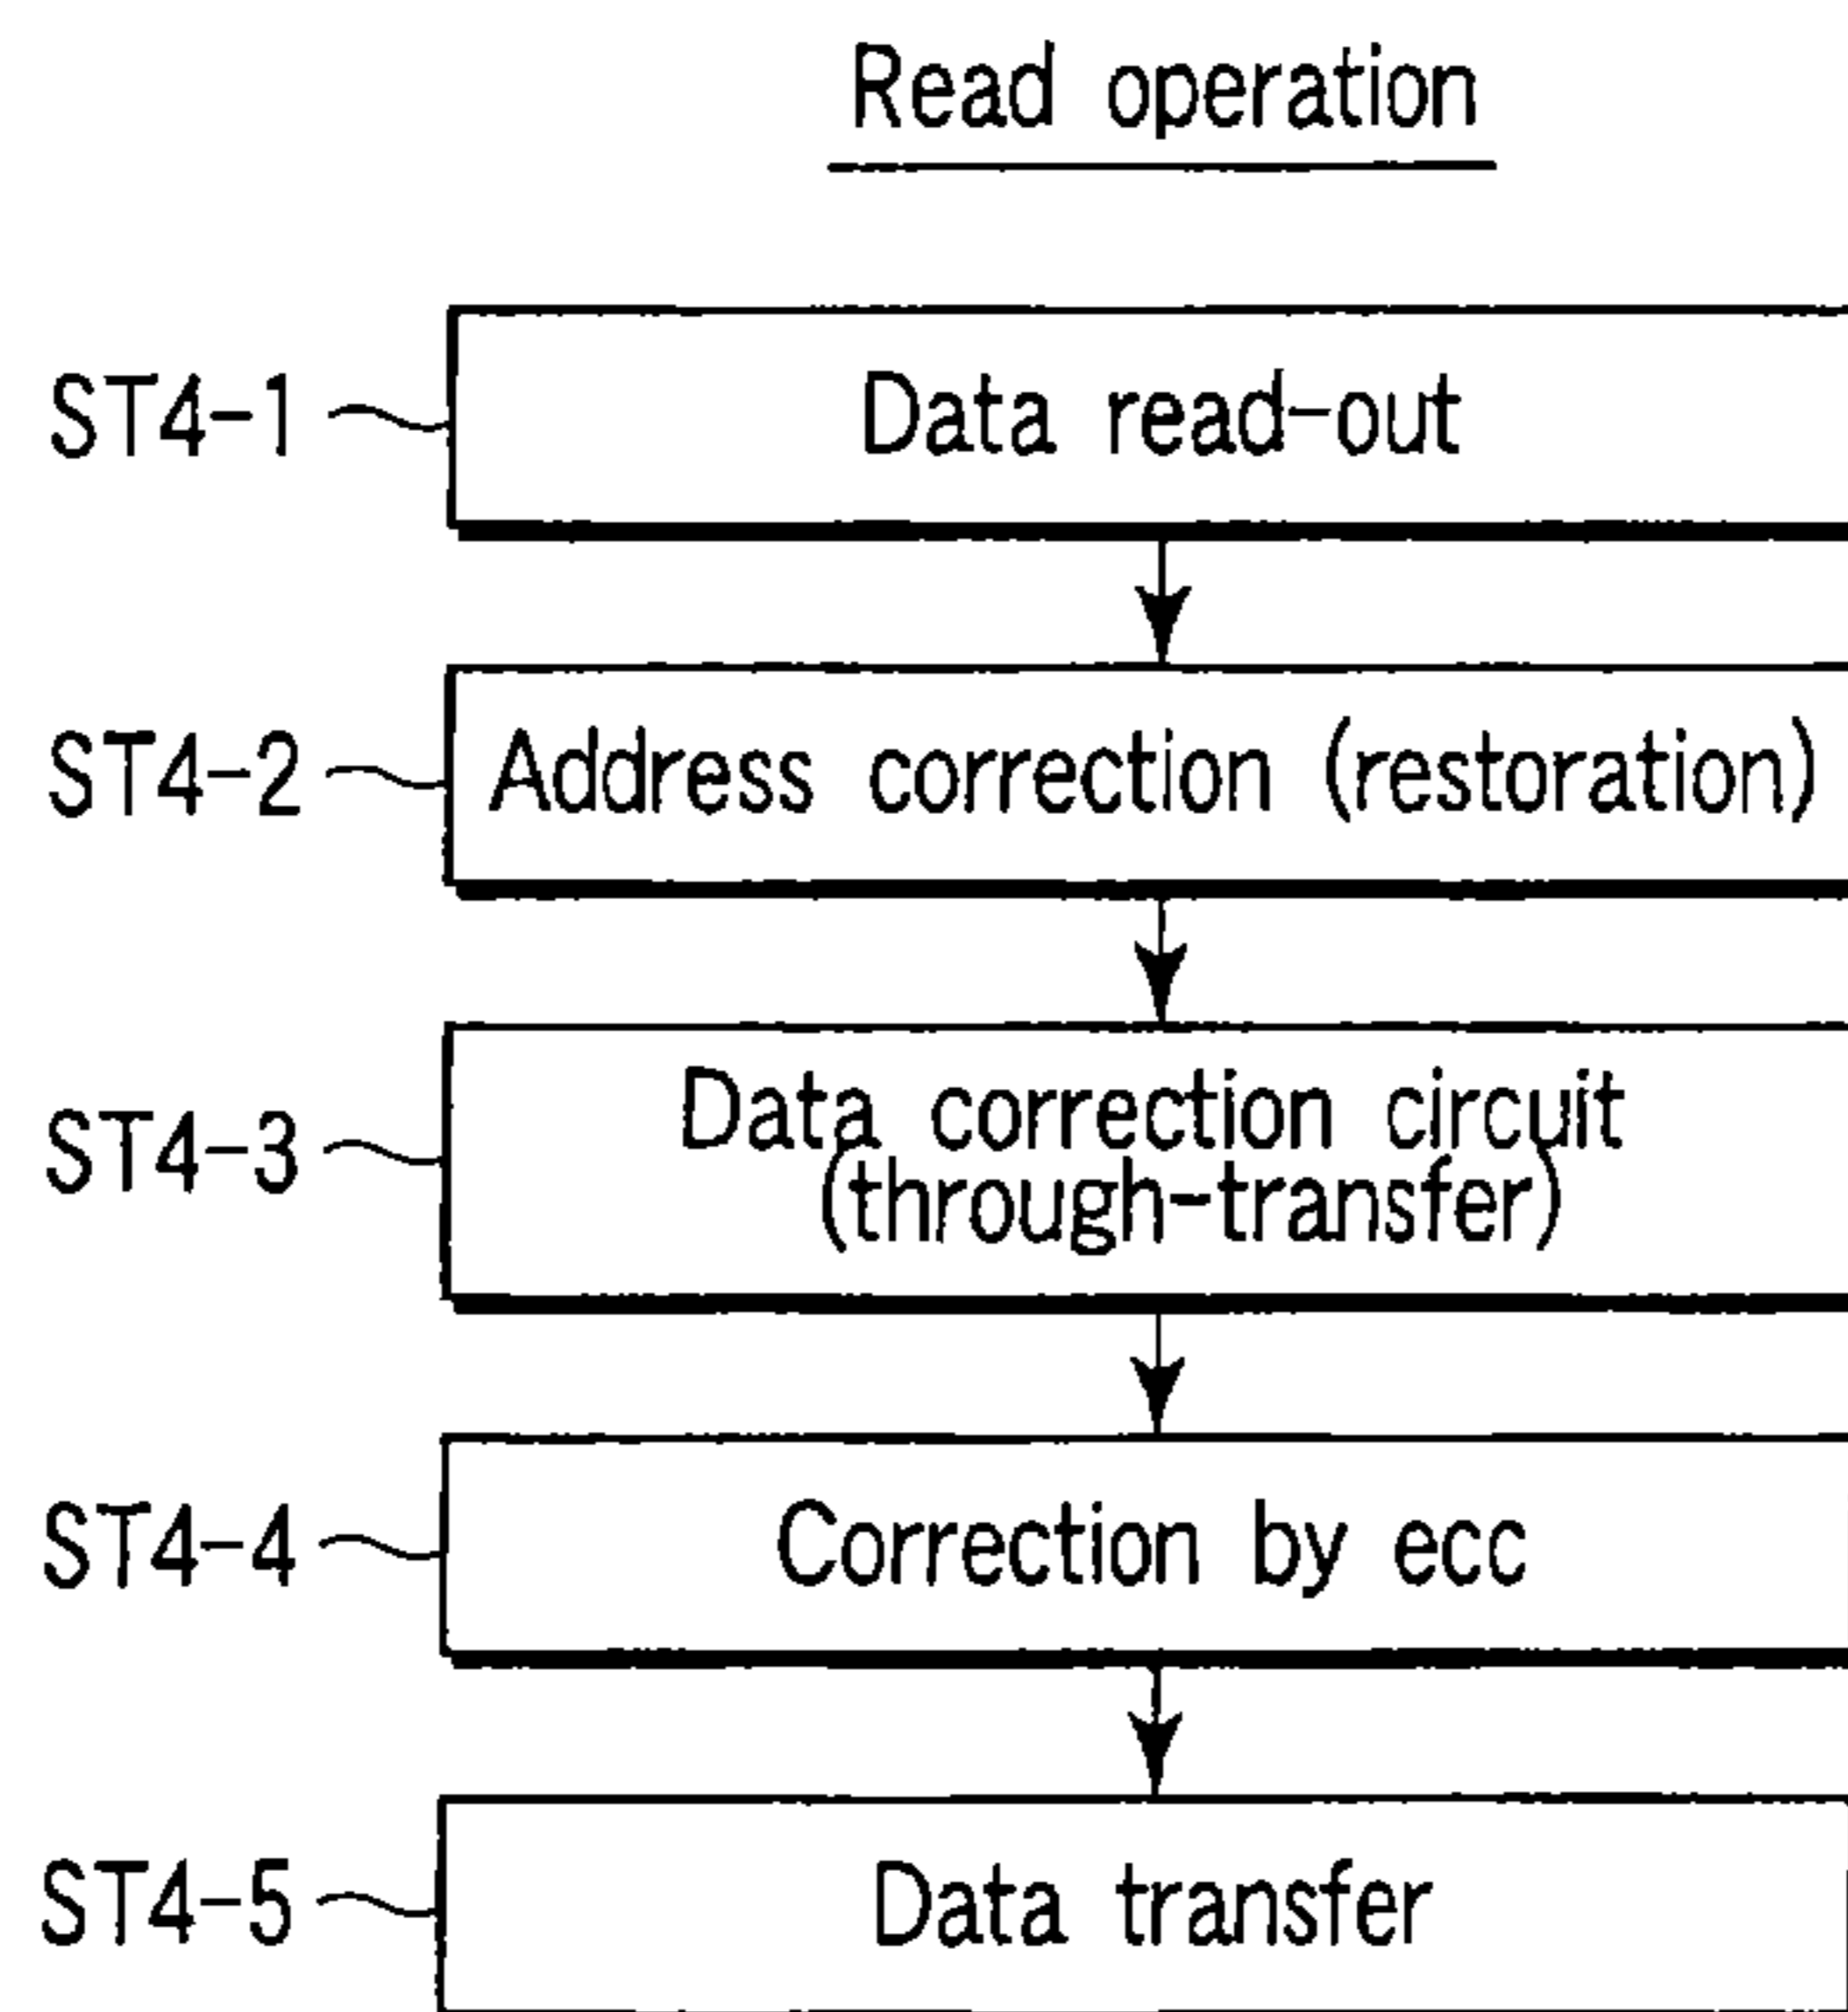 Read operation
ST4-1 Data read-out
ST4-2 Address correction (restoration)
ST4-3 Data correction circuit
(through-transfer)
ST4-4 Correction by ecc
ST4-5 Data transfer